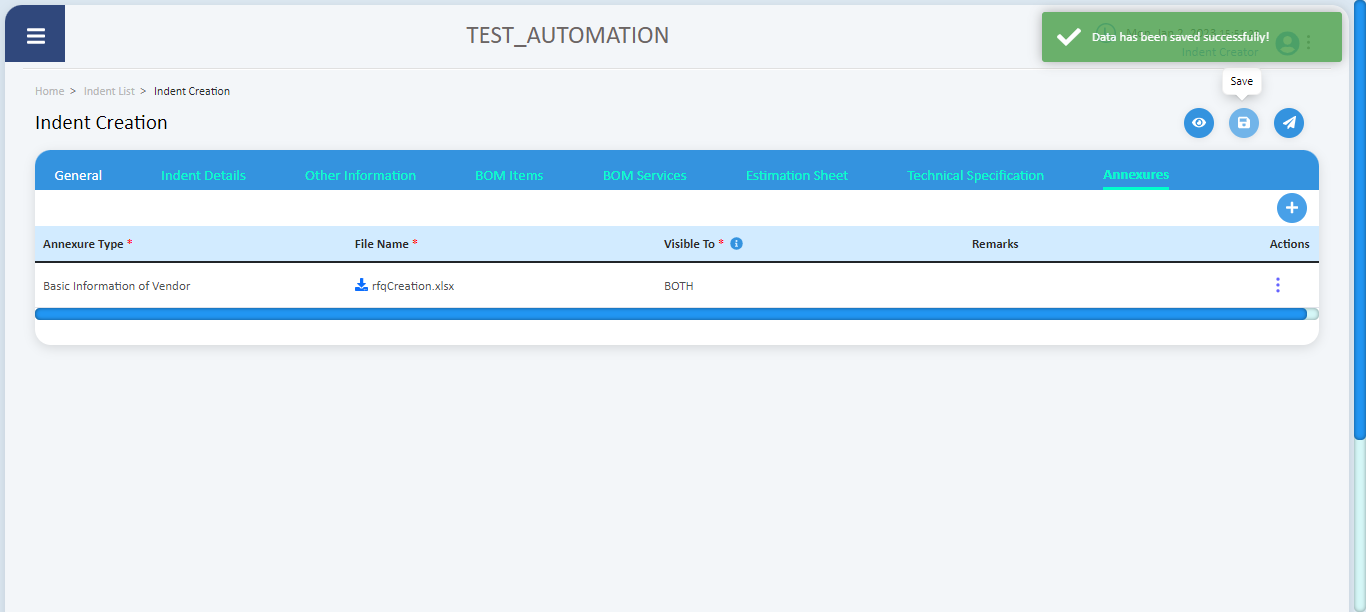 TEST_AUTOMATION
Data has been saved successfully!
Indent Creator
Save
Home > Indent List > Indent Creation
Indent Creation
General Indent Details Other Information BOM Items BOM Services Estimation Sheet Technical Specification Annexures
Annexure Type * File Name * Visible To * Remarks Actions
Basic Information of Vendor rfqCreation.xlsx BOTH